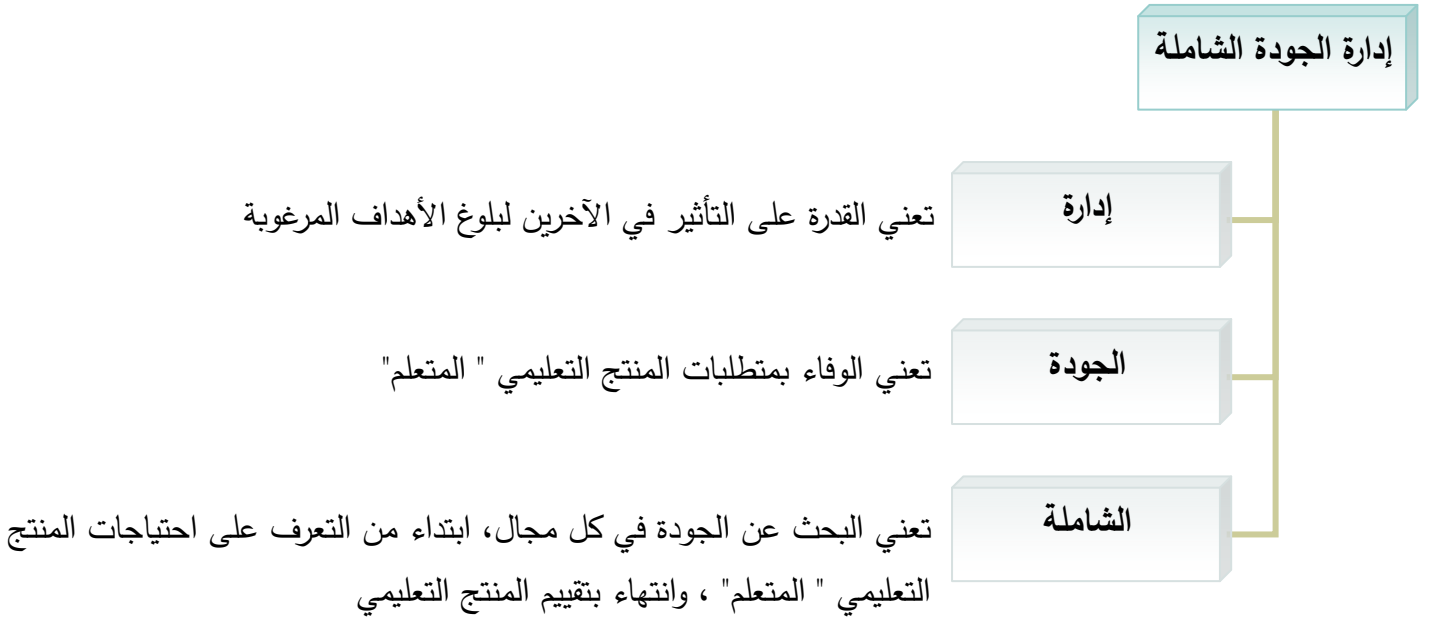 إدارة الجودة الشاملة
إدارة
تعني القدرة على التأثير في الآخرين لبلوغ الأهداف المرغوبة
الجودة
تعني الوفاء بمتطلبات المنتج التعليمي " المتعلم"
الشاملة
تعني البحث عن الجودة في كل مجال، ابتداء من التعرف على احتياجات المنتج
التعليمي " المتعلم" ، وانتهاء بتقييم المنتج التعليمي